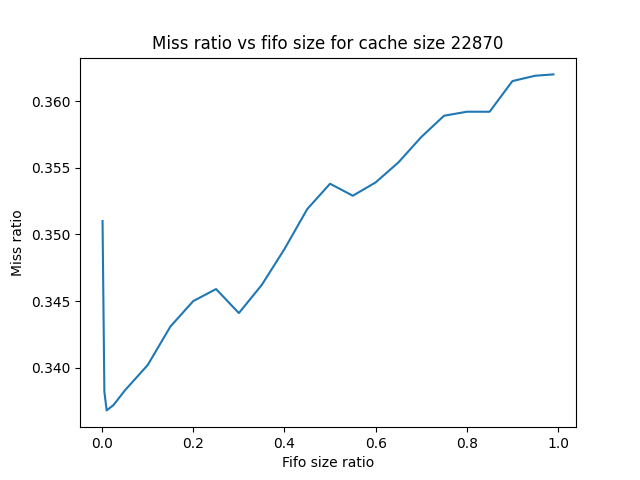 Miss ratio vs fifo size for cache size 22870
0.360
0.355
0.350
0.345
0.340
Miss ratio
0.0 0.2 0.4 0.6 0.8 1.0
Fifo size ratio